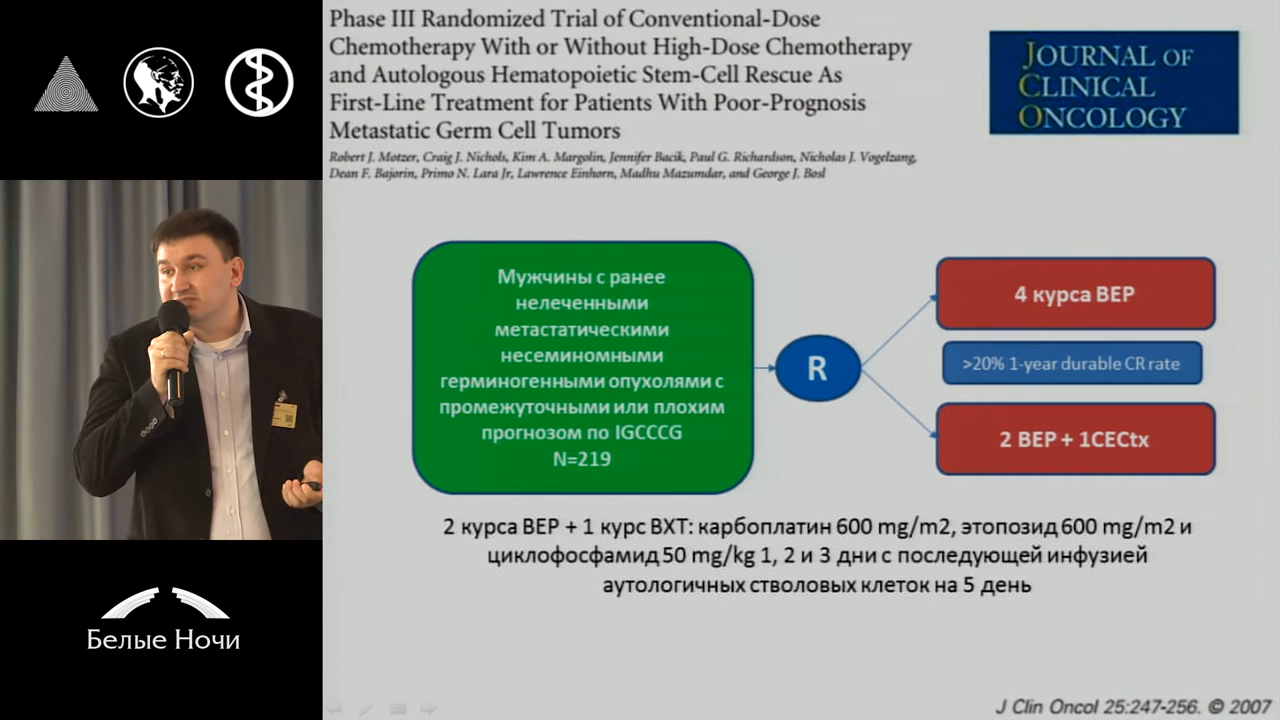 Phase III Randomized Trial of Conventional-Dose
Chemotherapy With or Without High-Dose Chemotherapy
and Autologous Hematopoietic Stem-Cell Rescue As
First-Line Treatment for Patients With Poor-Prognosis
Metastatic Germ Cell Tumors
Robert J. Motzer, Craig J. Nichols, Kim A. Margolin, Jennifer Bacik, Paul G. Richardson, Nicholas J. Vogelzang,
Dean F. Bajorin, Primo N. Lara Jr, Lawrence Einhorn, Madhu Mazumdar, and George J. Bosl
JOURNAL OF
CLINICAL
ONCOLOGY
Мужчины с ранее
нелеченными
метастатическими
несеминомными
герминогенными опухолями с
промежуточными или плохим
прогнозом по IGCCCG
N=219
R
4 курса BEP
>20% 1-year durable CR rate
2 BEP + 1CECtx
2 курса BEP + 1 курс ВХТ: карбоплатин 600 mg/m2, этопозид 600 mg/m2 и
циклофосфамид 50 mg/kg 1, 2 и 3 дни с последующей инфузией
аутологичных стволовых клеток на 5 день
Белые Ночи
J Clin Oncol 25:247-256. © 2007